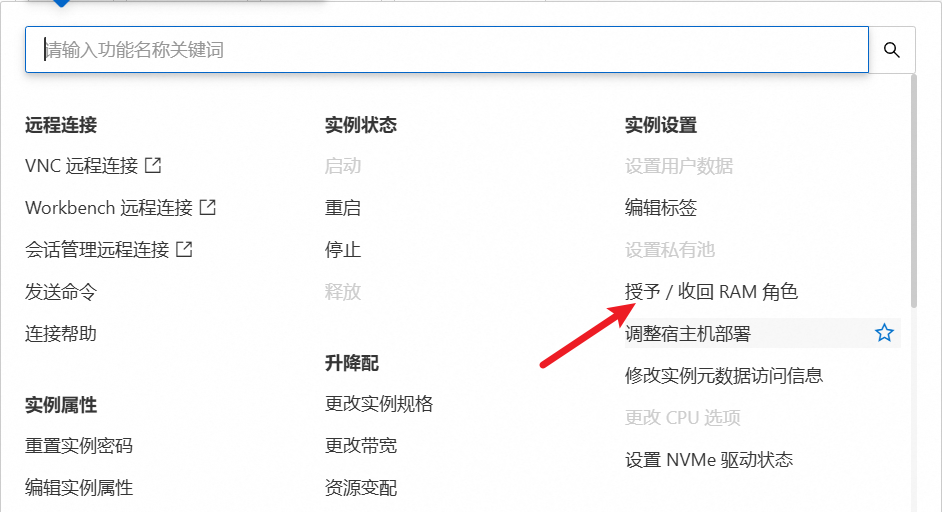 请输入功能名称关键词
远程连接
VNC 远程连接
Workbench 远程连接
会话管理远程连接
发送命令
连接帮助
实例属性
重置实例密码
编辑实例属性
实例状态
启动
重启
停止
释放
升降配
更改实例规格
更改带宽
资源变配
实例设置
设置用户数据
编辑标签
设置私有池
授予 / 收回 RAM 角色
调整宿主机部署
修改实例元数据访问信息
更改 CPU 选项
设置 NVMe 驱动状态